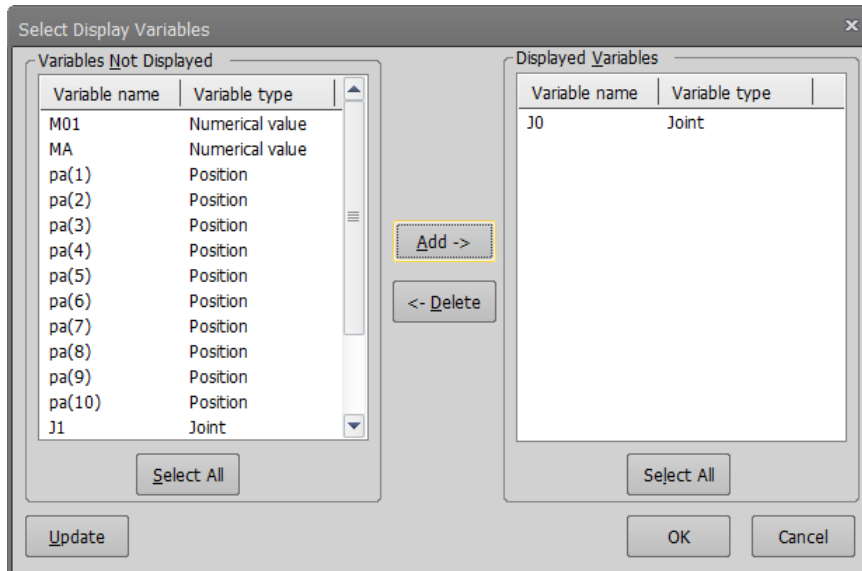 Select Display Variables
x
Variables Not Displayed
Variable name Variable type
M01 Numerical value
MA Numerical value
pa(1) Position
pa(2) Position
pa(3) Position
pa(4) Position
pa(5) Position
pa(6) Position
pa(7) Position
pa(8) Position
pa(9) Position
pa(10) Position
J1 Joint
Select All
Add ->
<- Delete
Displayed Variables
Variable name Variable type
J0 Joint
Select All
Update
OK
Cancel